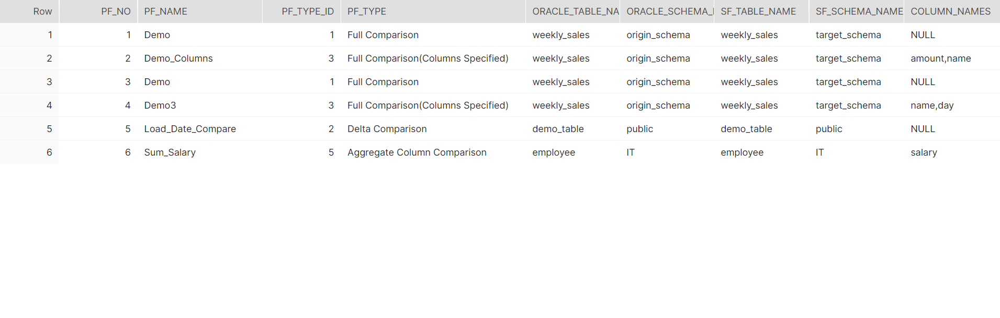 Row PF_NO PF_NAME PF_TYPE_ID PF_TYPE ORACLE_TABLE_NA ORACLE_SCHEMA_ SF_TABLE_NAME SF_SCHEMA_NAME COLUMN_NAMES
1 1 Demo 1 Full Comparison weekly_sales origin_schema weekly_sales target_schema NULL
2 2 Demo_Columns 3 Full Comparison(Columns Specified) weekly_sales origin_schema weekly_sales target_schema amount,name
3 3 Demo 1 Full Comparison weekly_sales origin_schema weekly_sales target_schema NULL
4 4 Demo3 3 Full Comparison(Columns Specified) weekly_sales origin_schema weekly_sales target_schema name,day
5 5 Load_Date_Compare 2 Delta Comparison demo_table public demo_table public NULL
6 6 Sum_Salary 5 Aggregate Column Comparison employee IT employee IT salary